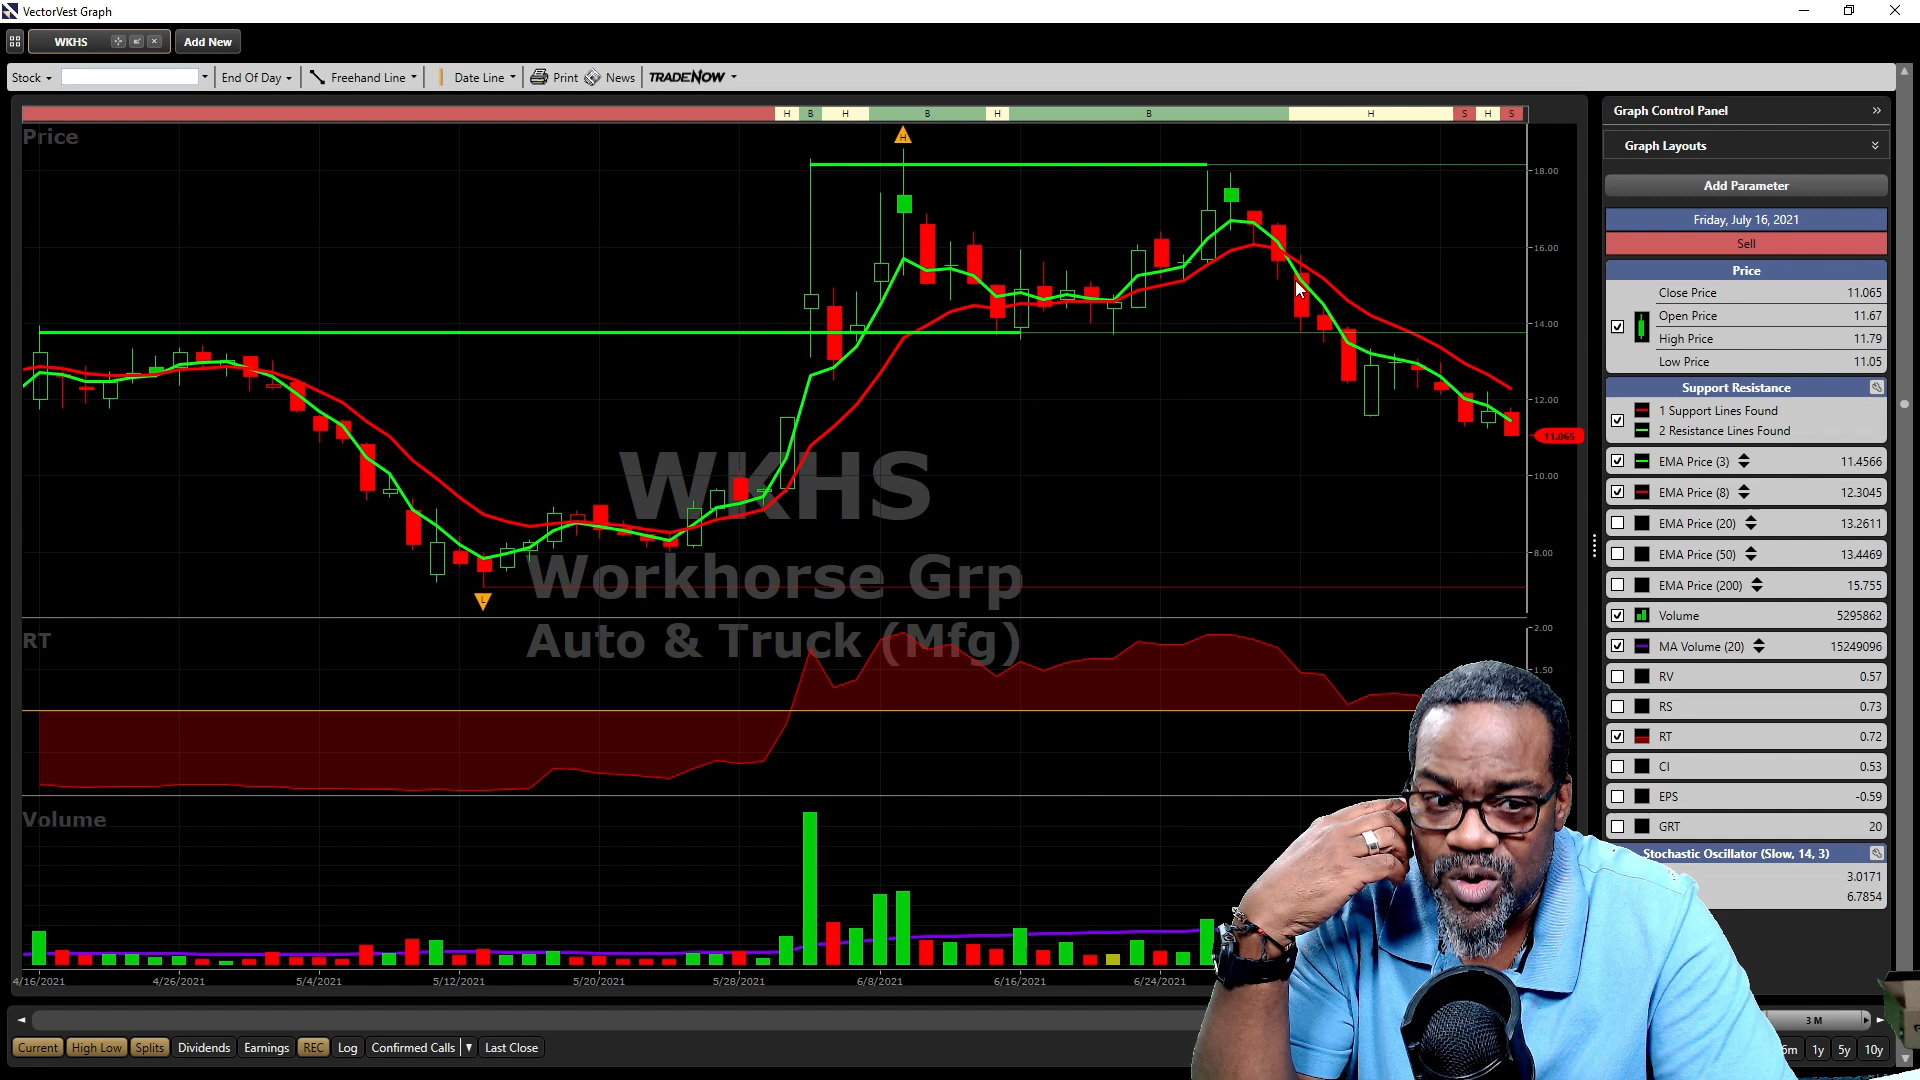 VectorVest Graph
WKHS
Add New
Stock
End Of Day
Freehand Line
Date Line
Print
News
TRADENOW
H B H B H B H S H S
Price
H
18.00
16.00
14.00
12.00
11.065
10.00
8.00
L
WKHS
Workhorse Grp
Auto & Truck (Mfg)
RT
2.00
1.50
Volume
4/16/2021 4/26/2021 5/4/2021 5/12/2021 5/20/2021 5/28/2021 6/8/2021 6/16/2021 6/24/2021
Current
High Low
Splits
Dividends
Earnings
REC
Log
Confirmed Calls
Last Close
Graph Control Panel
Graph Layouts
Add Parameter
Friday, July 16, 2021
Sell
Price
Close Price 11.065
Open Price 11.67
High Price 11.79
Low Price 11.05
Support Resistance
1 Support Lines Found
2 Resistance Lines Found
EMA Price (3) 11.4566
EMA Price (8) 12.3045
EMA Price (20) 13.2611
EMA Price (50) 13.4469
EMA Price (200) 15.755
Volume 5295862
MA Volume (20) 15249096
RV 0.57
RS 0.73
RT 0.72
CI 0.53
EPS -0.59
GRT 20
Stochastic Oscillator (Slow, 14, 3)
3.0171
6.7854
3 M
6m 1y 5y 10y